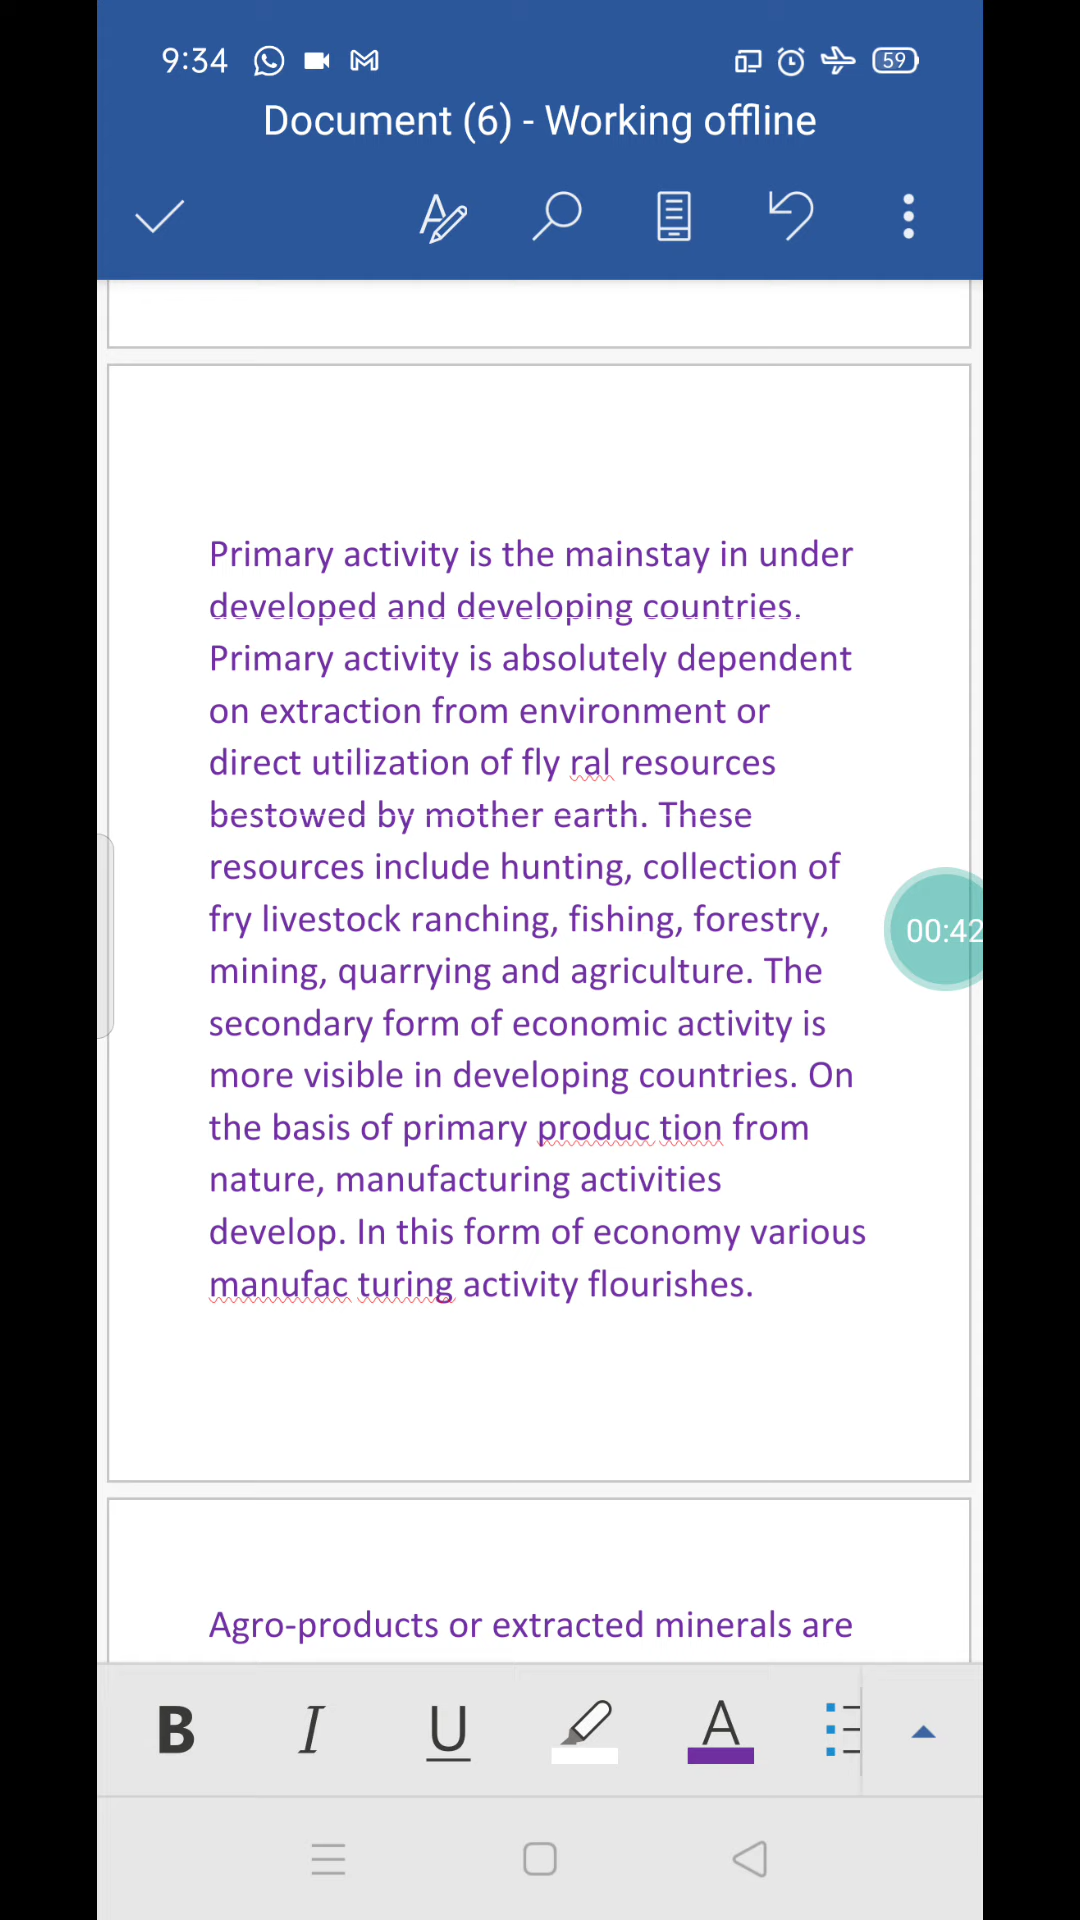 9:34
59
Document (6) - Working offline
Primary activity is the mainstay in under
developed and developing countries.
Primary activity is absolutely dependent
on extraction from environment or
direct utilization of fly ral resources
bestowed by mother earth. These
resources include hunting, collection of
fry livestock ranching, fishing, forestry,
mining, quarrying and agriculture. The
secondary form of economic activity is
more visible in developing countries. On
the basis of primary produc tion from
nature, manufacturing activities
develop. In this form of economy various
manufac turing activity flourishes.
00:42
Agro-products or extracted minerals are
B I U A